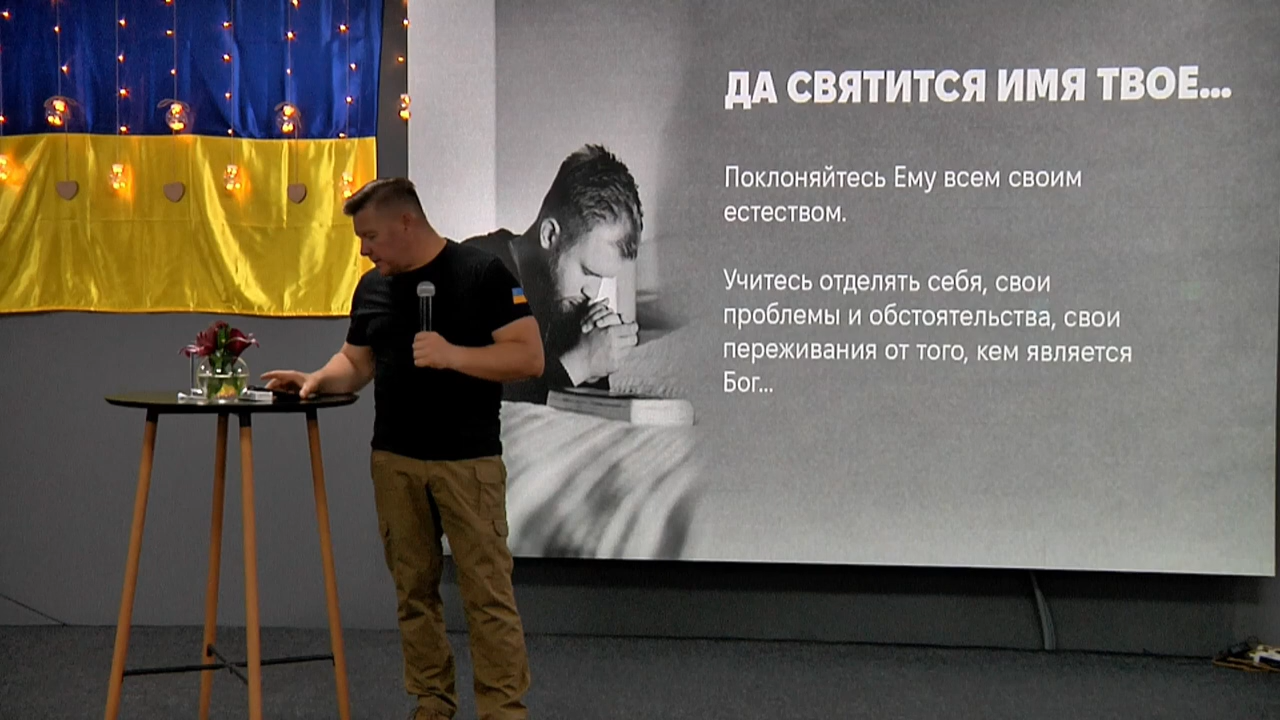 ДА СВЯТИТСЯ ИМЯ ТВОЕ...
Поклоняйтесь Ему всем своим
естеством.
Учитесь отделять себя, свои
проблемы и обстоятельства, свои
переживания от того, кем является
Бог...